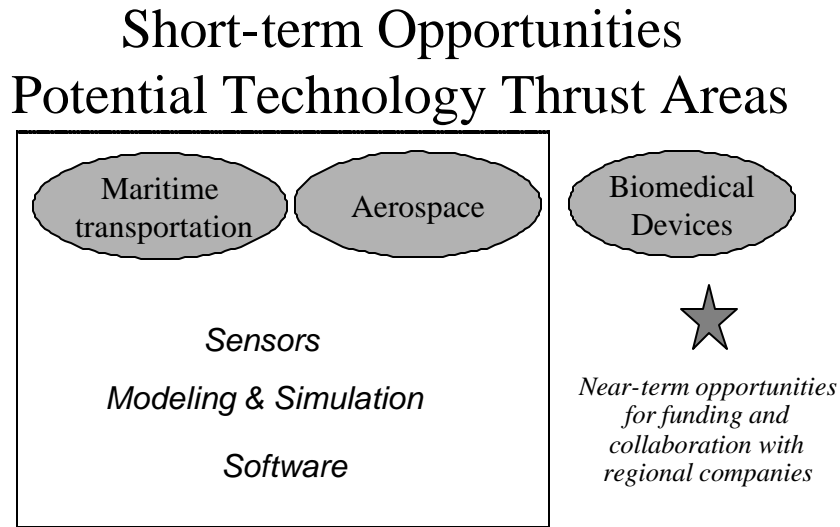 Short-term Opportunities
Potential Technology Thrust Areas
Maritime
transportation
Aerospace
Biomedical
Devices
Sensors
Modeling & Simulation
Software
Near-term opportunities
for funding and
collaboration with
regional companies